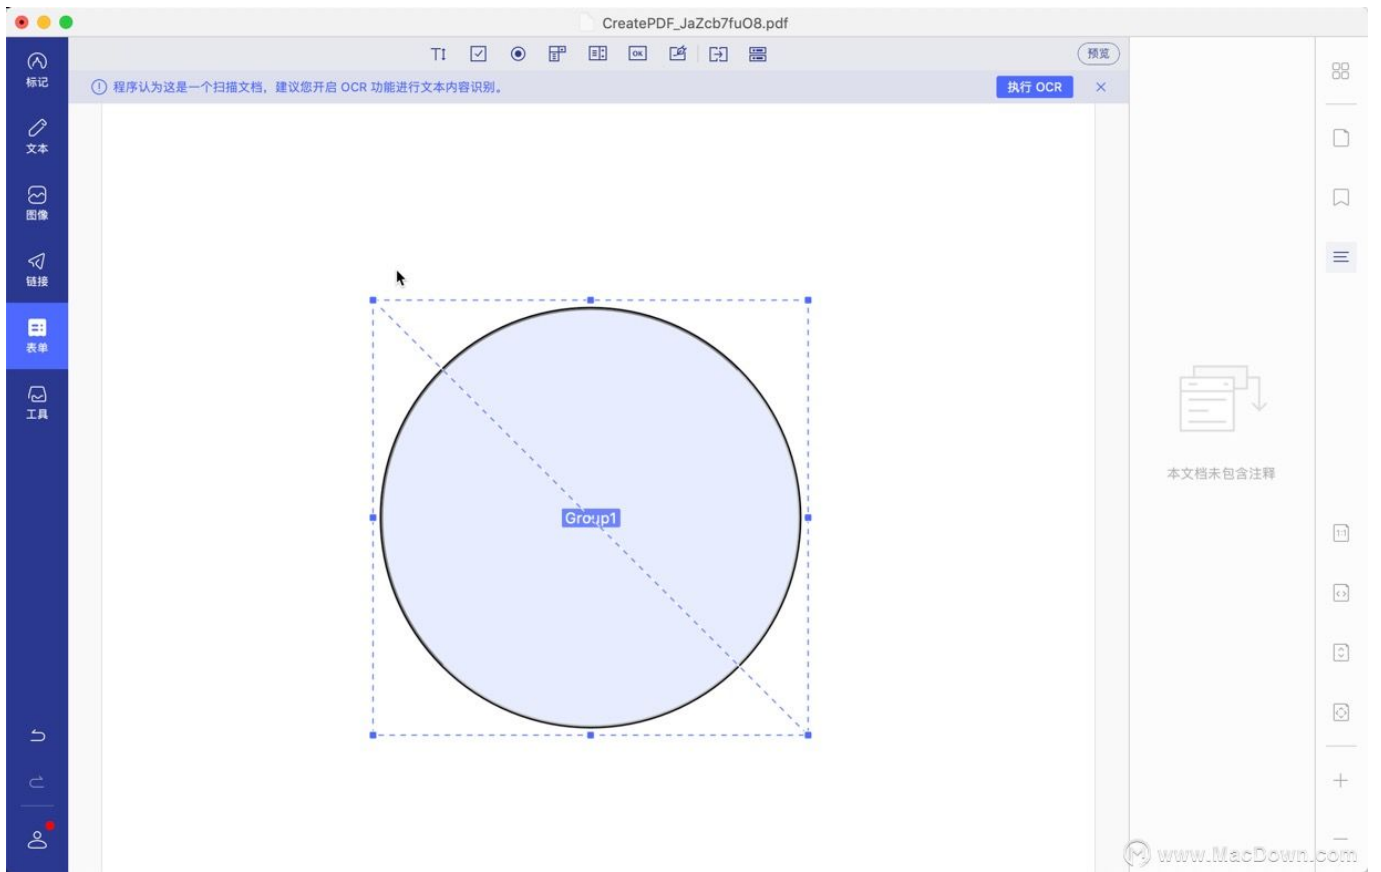 CreatePDF_JaZcb7fuO8.pdf
标记
文本
图像
链接
表单
工具
OK
预览
程序认为这是一个扫描文档，建议您开启 OCR 功能进行文本内容识别。
执行 OCR
Group1
本文档未包含注释
1:1
www.MacDown.com